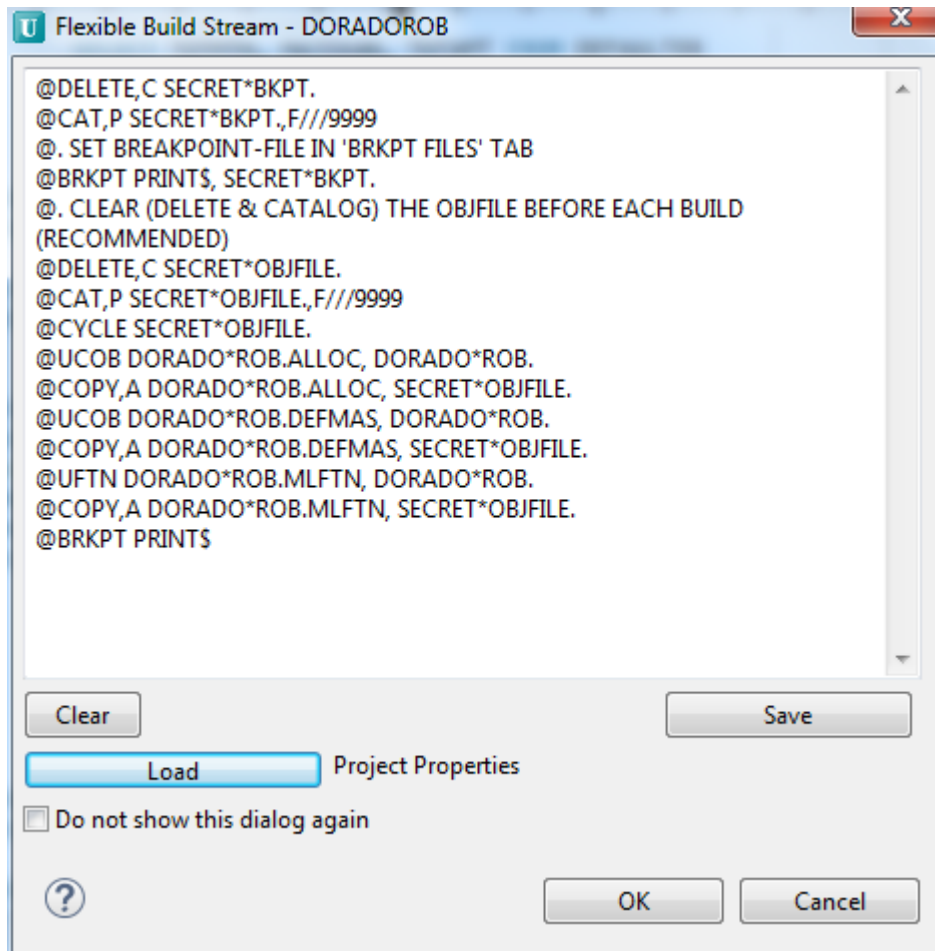 U Flexible Build Stream - DORADOROB
X
@DELETE,C SECRET*BKPT.
@CAT,P SECRET*BKPT.,F///9999
@. SET BREAKPOINT-FILE IN 'BRKPT FILES' TAB
@BRKPT PRINT$, SECRET*BKPT.
@. CLEAR (DELETE & CATALOG) THE OBJFILE BEFORE EACH BUILD
(RECOMMENDED)
@DELETE,C SECRET*OBJFILE.
@CAT,P SECRET*OBJFILE.,F///9999
@CYCLE SECRET*OBJFILE.
@UCOB DORADO*ROB.ALLOC, DORADO*ROB.
@COPY,A DORADO*ROB.ALLOC, SECRET*OBJFILE.
@UCOB DORADO*ROB.DEFMAS, DORADO*ROB.
@COPY,A DORADO*ROB.DEFMAS, SECRET*OBJFILE.
@UFTN DORADO*ROB.MLFTN, DORADO*ROB.
@COPY,A DORADO*ROB.MLFTN, SECRET*OBJFILE.
@BRKPT PRINT$
Clear
Save
Load
Project Properties
Do not show this dialog again
?
OK
Cancel